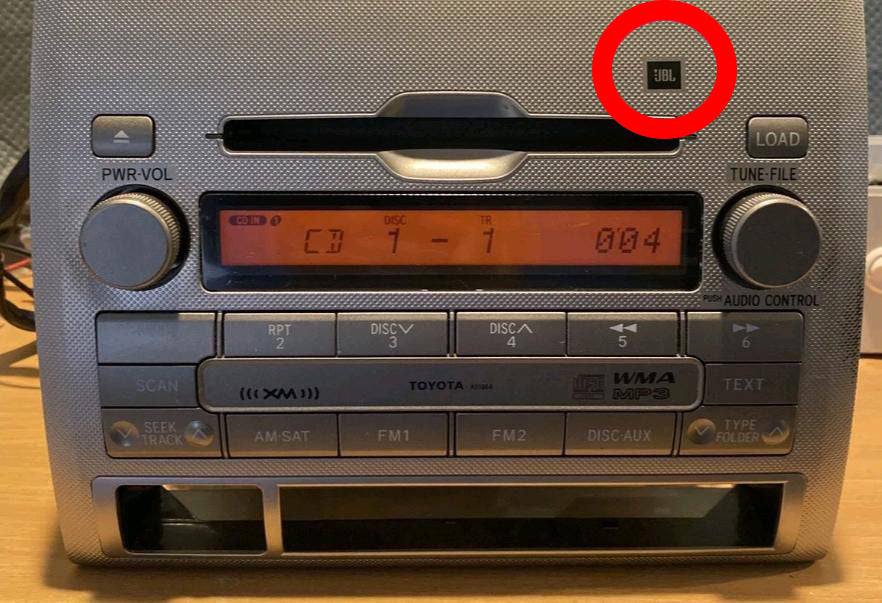 JBL
LOAD
PWR·VOL
TUNE·FILE
CD IN 1
DISC
TR
CD 1 - 1 004
PUSH AUDIO CONTROL
RPT
2
DISC
3
DISC
4
5
6
SCAN
(((XM)))
TOYOTA
WMA
MP3
TEXT
SEEK
TRACK
AM·SAT
FM1
FM2
DISC·AUX
TYPE
FOLDER